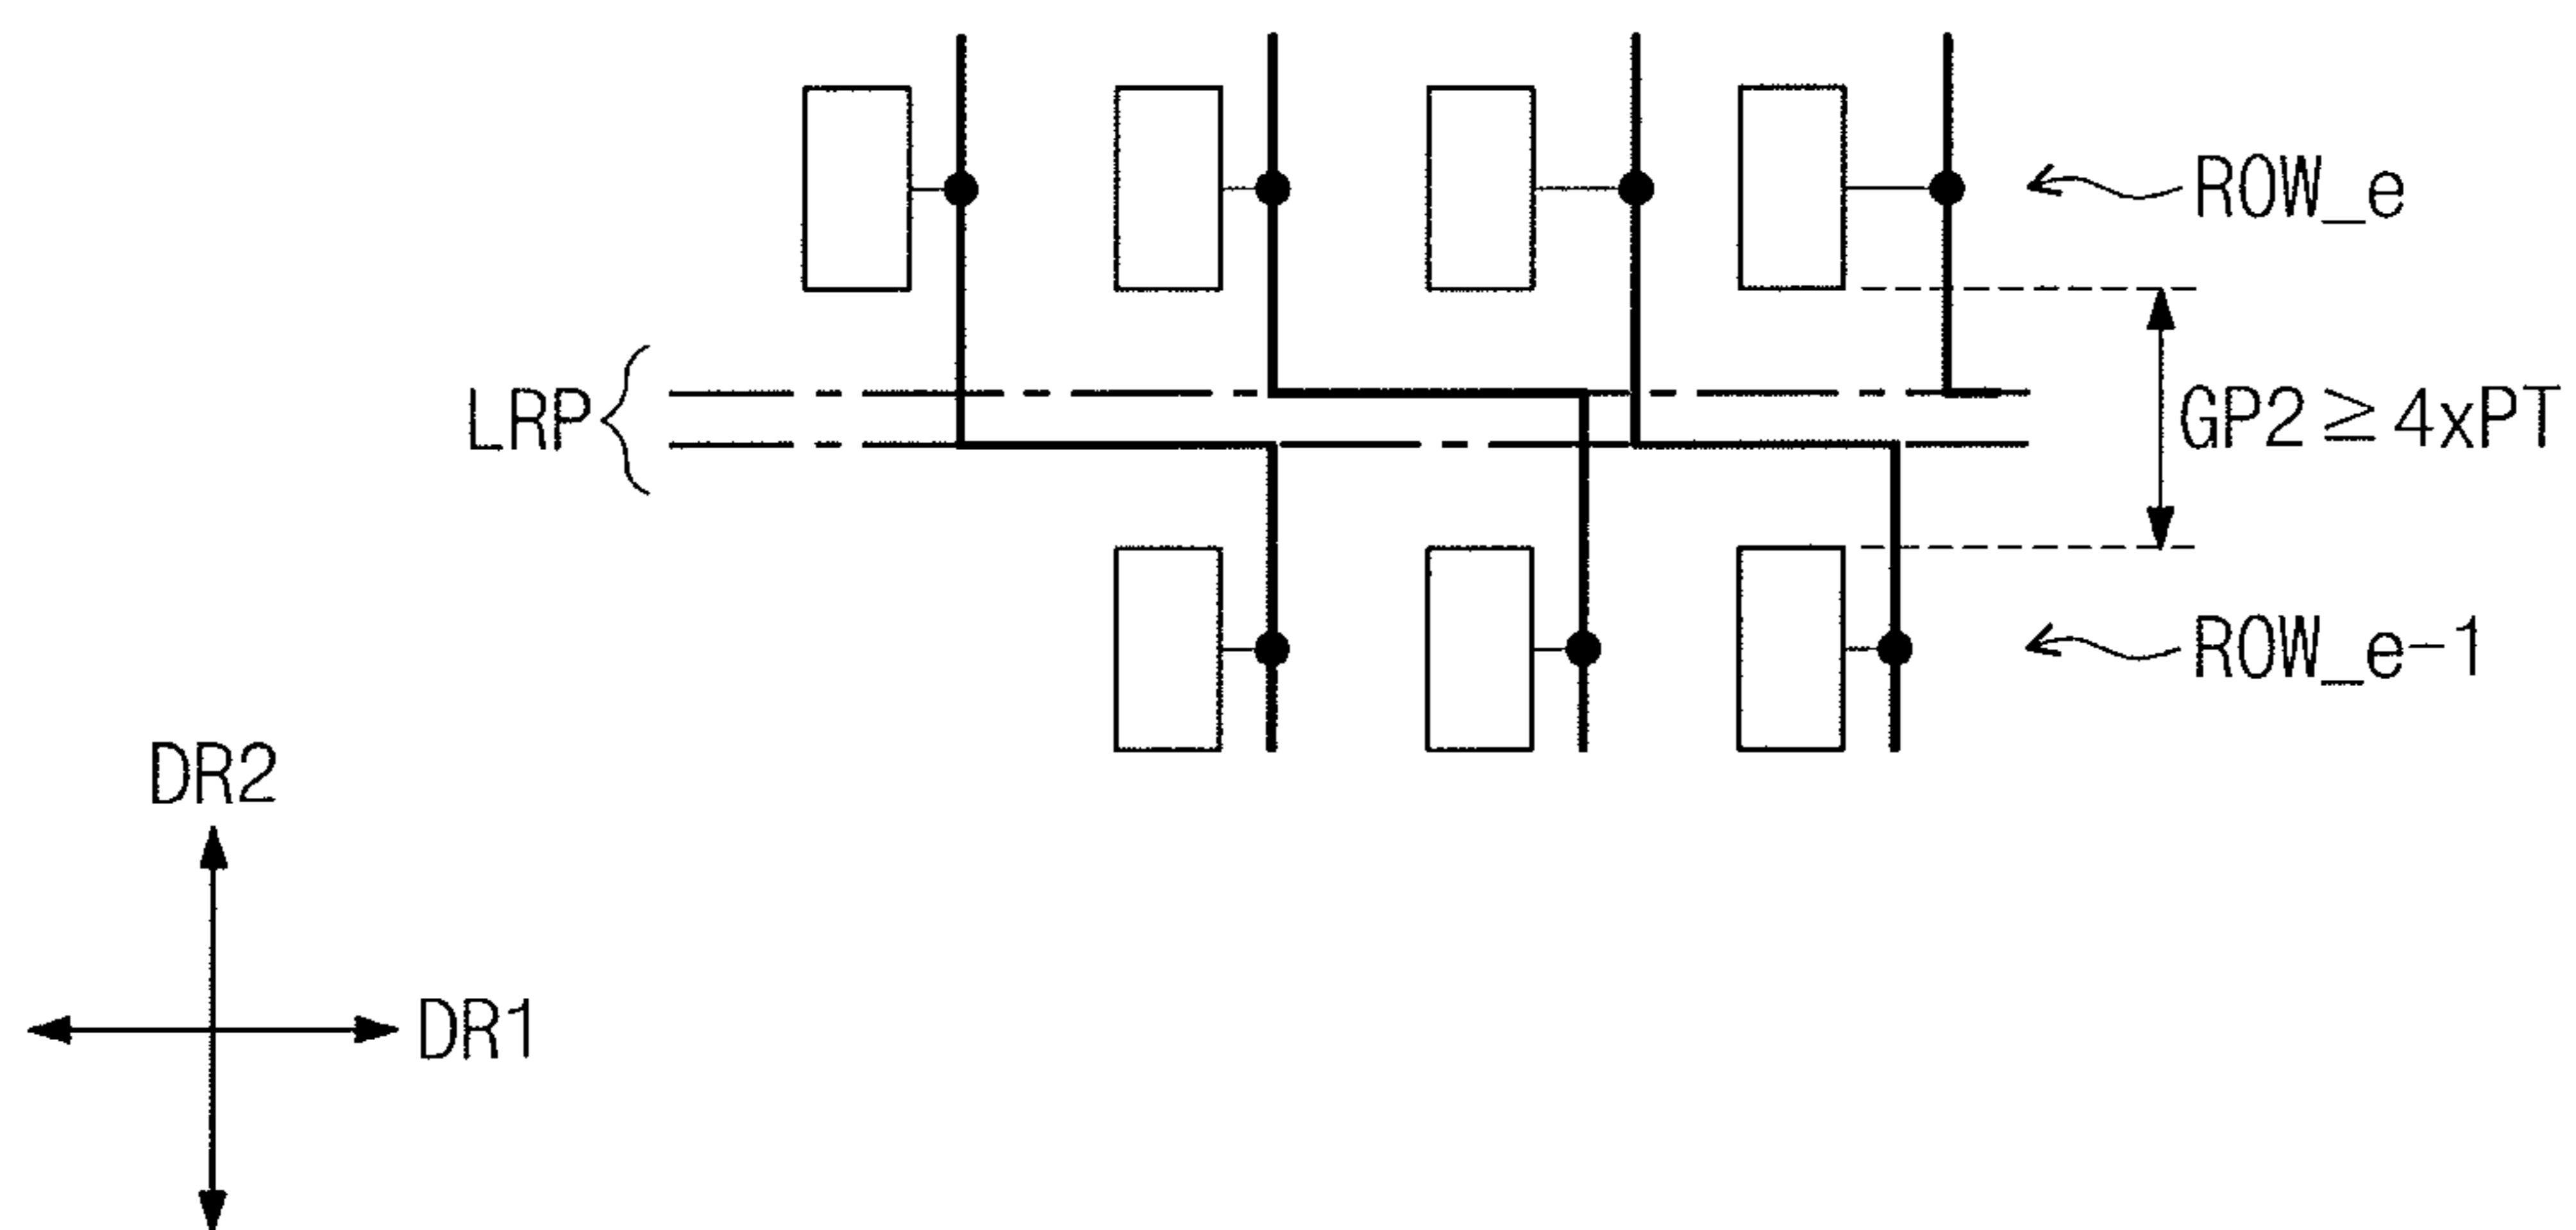 ROW_e
LRP
GP2 ≥ 4xPT
ROW_e-1
DR2
DR1